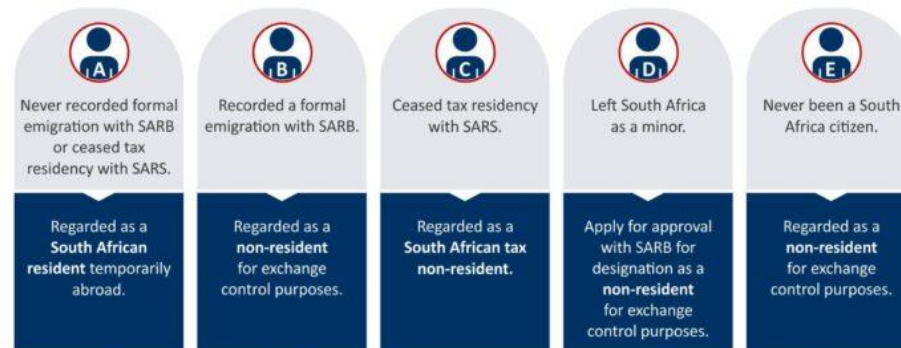 A
Never recorded formal
emigration with SARB
or ceased tax
residency with SARS.
Regarded as a
South African
resident temporarily
abroad.
B
Recorded a formal
emigration with SARB.
Regarded as a
non-resident
for exchange
control purposes.
C
Ceased tax residency
with SARS.
Regarded as a
South African tax
non-resident.
D
Left South Africa
as a minor.
Apply for approval
with SARB for
designation as a
non-resident
for exchange
control purposes.
E
Never been a South
Africa citizen.
Regarded as a
non-resident
for exchange
control purposes.